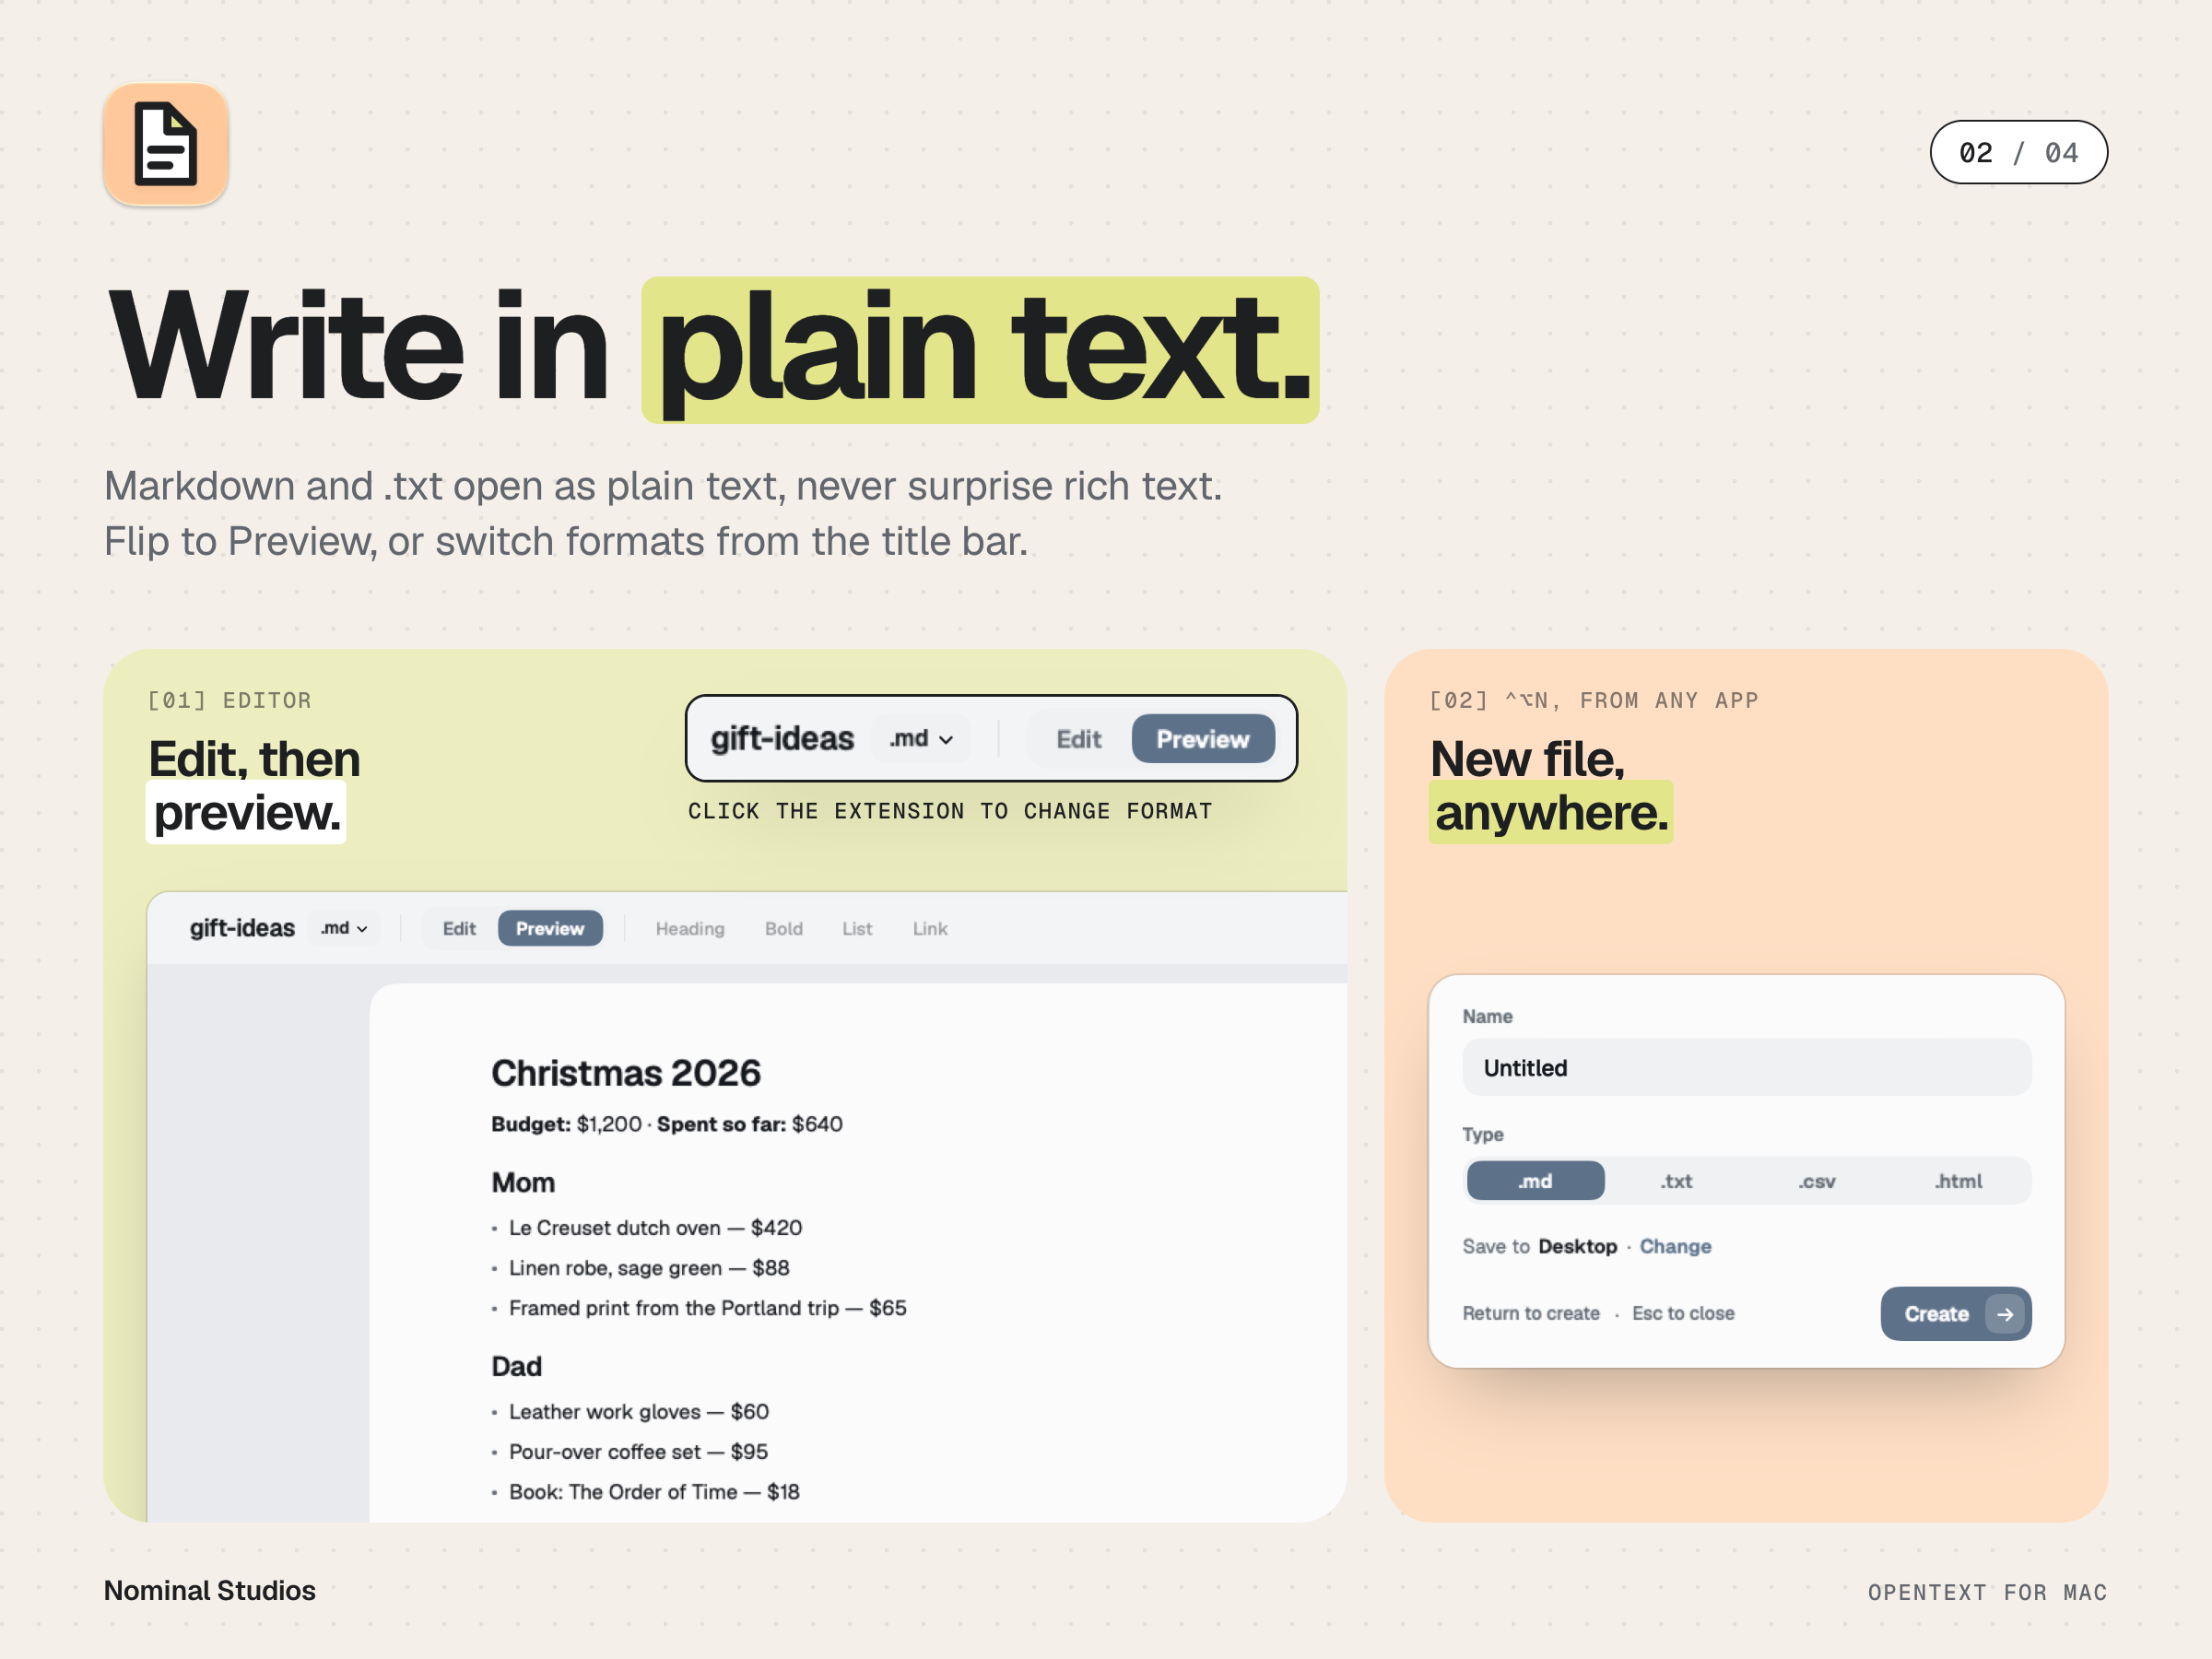 02 / 04
Write in plain text.
Markdown and .txt open as plain text, never surprise rich text.
Flip to Preview, or switch formats from the title bar.
[01] EDITOR
Edit, then
preview.
gift-ideas .md Edit Preview
CLICK THE EXTENSION TO CHANGE FORMAT
gift-ideas .md Edit Preview Heading Bold List Link
Christmas 2026
Budget: $1,200 · Spent so far: $640
Mom
• Le Creuset dutch oven — $420
• Linen robe, sage green — $88
• Framed print from the Portland trip — $65
Dad
• Leather work gloves — $60
• Pour-over coffee set — $95
• Book: The Order of Time — $18
[02] ^⌥N, FROM ANY APP
New file,
anywhere.
Name
Untitled
Type
.md .txt .csv .html
Save to Desktop · Change
Return to create · Esc to close
Create →
Nominal Studios
OPENTEXT FOR MAC